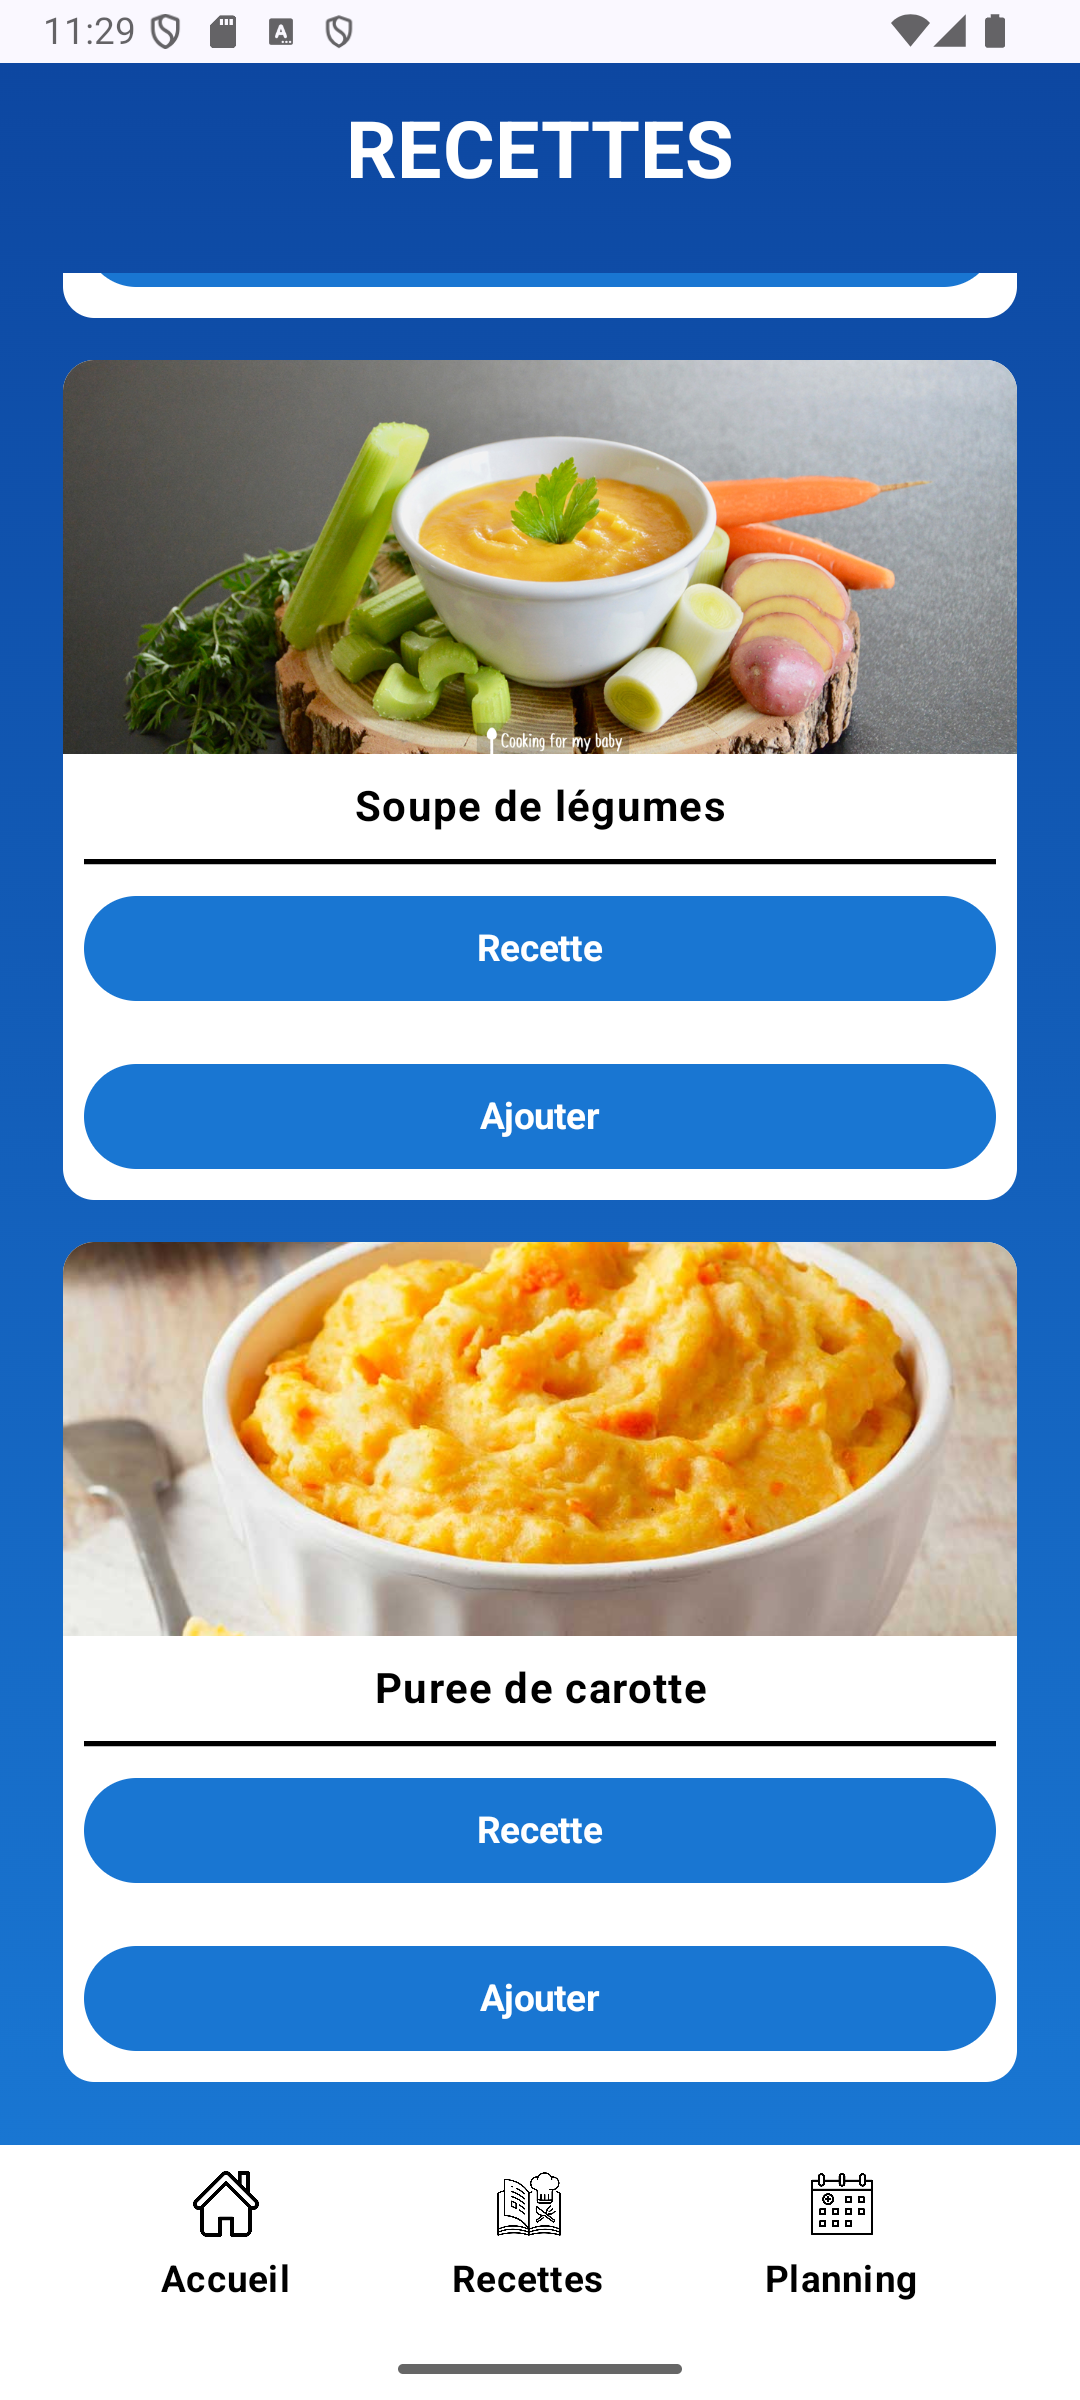 11:29
RECETTES
Cooking for my baby
Soupe de légumes
Recette
Ajouter
Puree de carotte
Recette
Ajouter
Accueil
Recettes
Planning